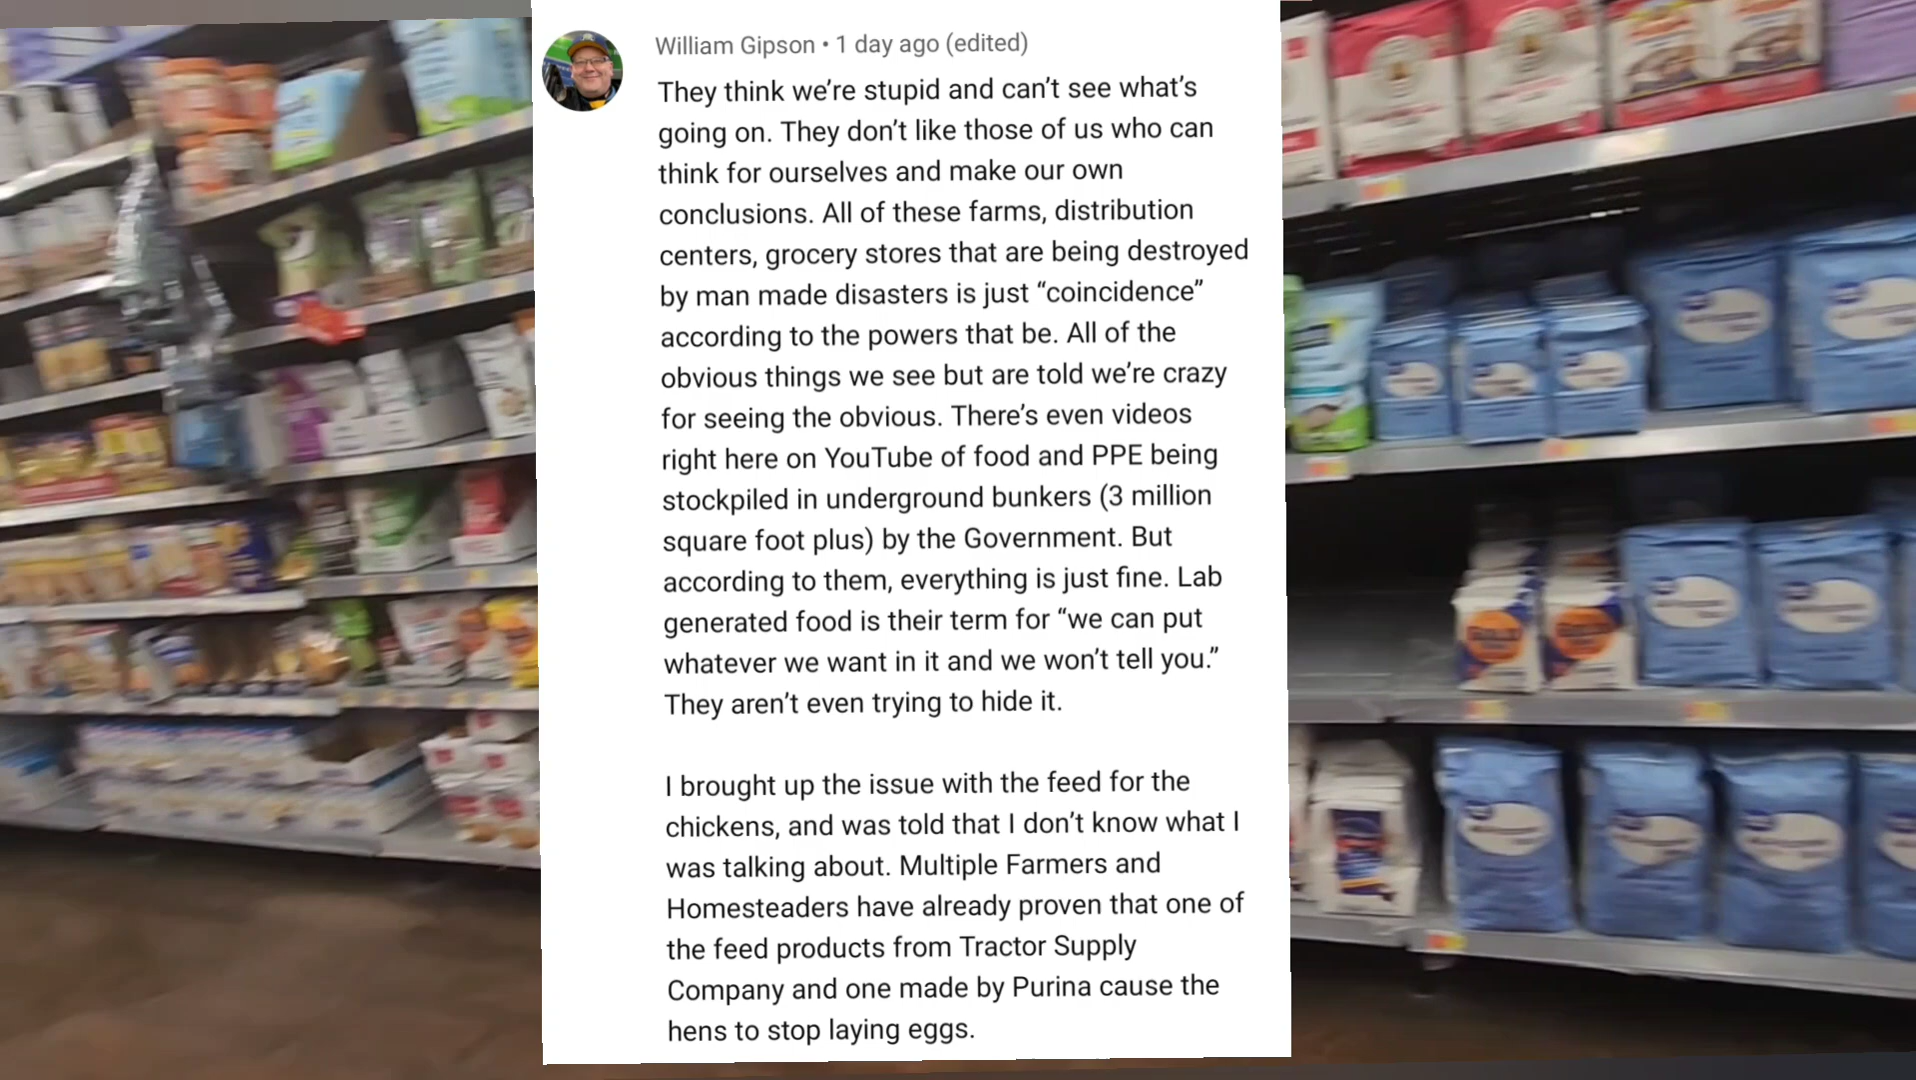 William Gipson • 1 day ago (edited)
They think we’re stupid and can’t see what’s
going on. They don’t like those of us who can
think for ourselves and make our own
conclusions. All of these farms, distribution
centers, grocery stores that are being destroyed
by man made disasters is just “coincidence”
according to the powers that be. All of the
obvious things we see but are told we’re crazy
for seeing the obvious. There’s even videos
right here on YouTube of food and PPE being
stockpiled in underground bunkers (3 million
square foot plus) by the Government. But
according to them, everything is just fine. Lab
generated food is their term for “we can put
whatever we want in it and we won’t tell you.”
They aren’t even trying to hide it.
I brought up the issue with the feed for the
chickens, and was told that I don’t know what I
was talking about. Multiple Farmers and
Homesteaders have already proven that one of
the feed products from Tractor Supply
Company and one made by Purina cause the
hens to stop laying eggs.